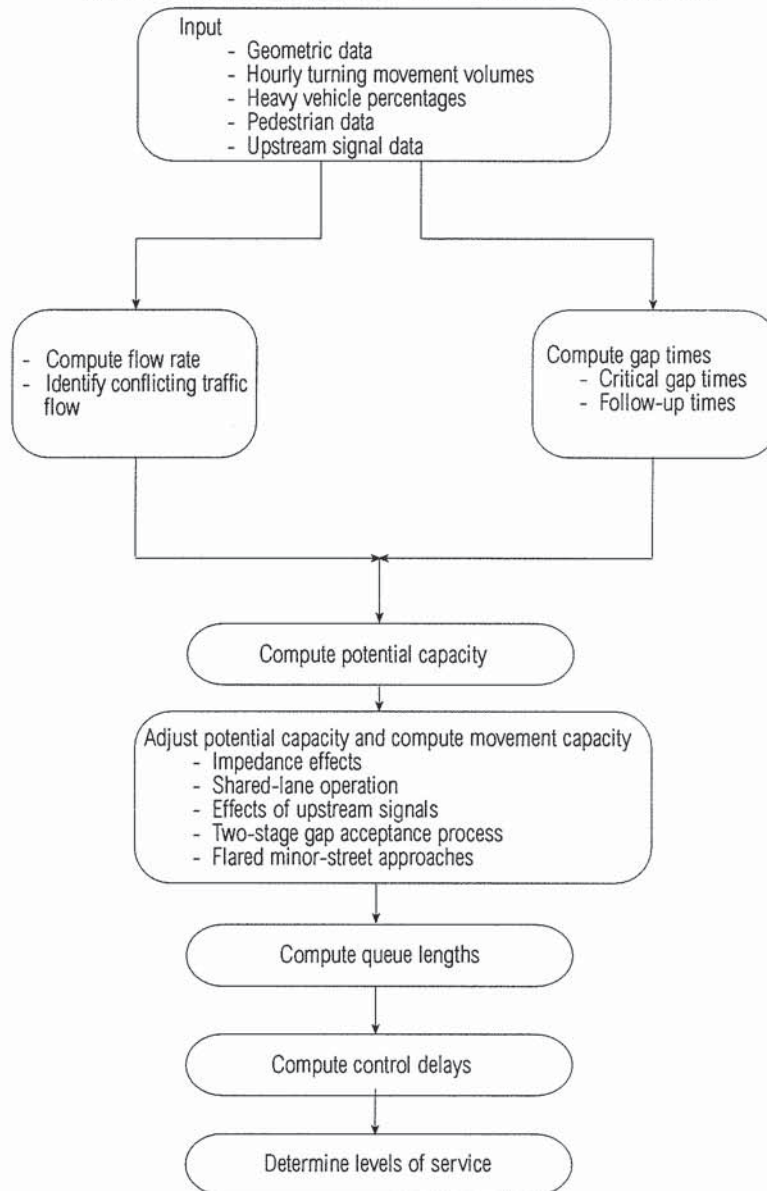 Input
- Geometric data
- Hourly turning movement volumes
- Heavy vehicle percentages
- Pedestrian data
- Upstream signal data
- Compute flow rate
- Identify conflicting traffic
flow
Compute gap times
- Critical gap times
- Follow-up times
Compute potential capacity
Adjust potential capacity and compute movement capacity
- Impedance effects
- Shared-lane operation
- Effects of upstream signals
- Two-stage gap acceptance process
- Flared minor-street approaches
Compute queue lengths
Compute control delays
Determine levels of service